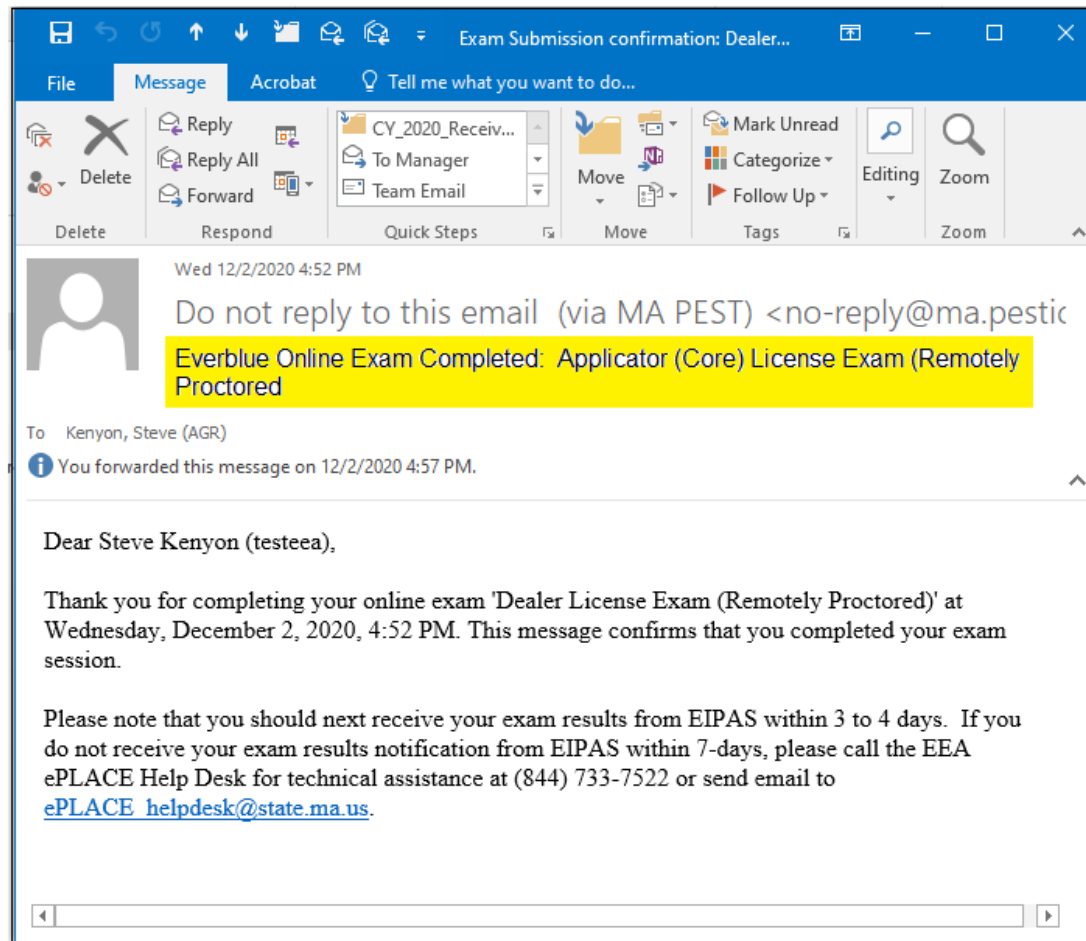 Exam Submission confirmation: Dealer...
File Message Acrobat Tell me what you want to do...
Delete
Reply
Reply All
Forward
CY_2020_Receiv...
To Manager
Team Email
Move
Mark Unread
Categorize
Follow Up
Editing
Zoom
Delete Respond Quick Steps Move Tags Zoom
Wed 12/2/2020 4:52 PM
Do not reply to this email (via MA PEST) <no-reply@ma.pestic
Everblue Online Exam Completed: Applicator (Core) License Exam (Remotely
Proctored
To Kenyon, Steve (AGR)
You forwarded this message on 12/2/2020 4:57 PM.
Dear Steve Kenyon (testeea),
Thank you for completing your online exam 'Dealer License Exam (Remotely Proctored)' at
Wednesday, December 2, 2020, 4:52 PM. This message confirms that you completed your exam
session.
Please note that you should next receive your exam results from EIPAS within 3 to 4 days. If you
do not receive your exam results notification from EIPAS within 7-days, please call the EEA
ePLACE Help Desk for technical assistance at (844) 733-7522 or send email to
ePLACE_helpdesk@state.ma.us.